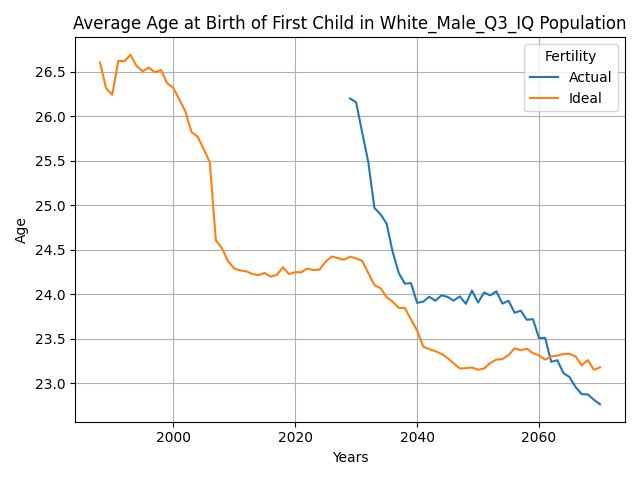 Average Age at Birth of First Child in White_Male_Q3_IQ Population
Fertility
Actual
Ideal
26.5
26.0
25.5
25.0
24.5
24.0
23.5
23.0
Age
2000
2020
2040
2060
Years